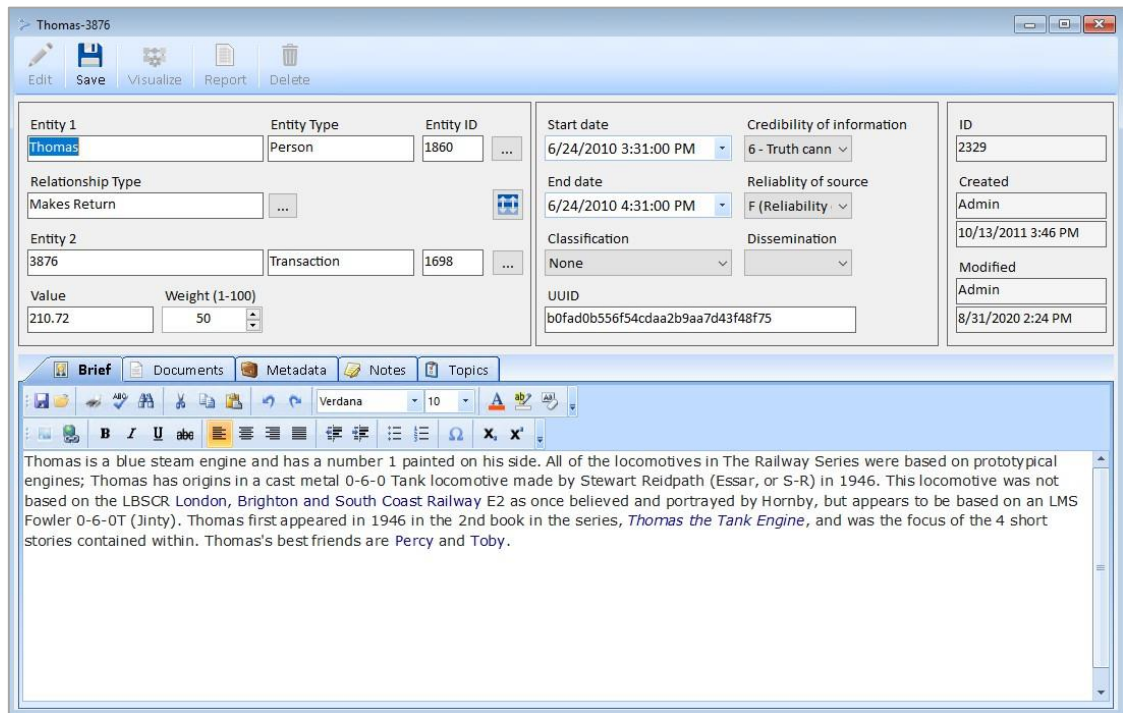 Thomas-3876
Edit Save Visualize Report Delete
Entity 1 Entity Type Entity ID
Thomas Person 1860 ...
Relationship Type
Makes Return ...
Entity 2
3876 Transaction 1698 ...
Value Weight (1-100)
210.72 50
Start date Credibility of information
6/24/2010 3:31:00 PM 6 - Truth cann
End date Reliablity of source
6/24/2010 4:31:00 PM F (Reliability
Classification Dissemination
None
UUID
b0fad0b556f54cdaa2b9aa7d43f48f75
ID
2329
Created
Admin
10/13/2011 3:46 PM
Modified
Admin
8/31/2020 2:24 PM
Brief Documents Metadata Notes Topics
ABC Verdana 10 A ab AB
B I U abc Ω X₂ X²
Thomas is a blue steam engine and has a number 1 painted on his side. All of the locomotives in The Railway Series were based on prototypical
engines; Thomas has origins in a cast metal 0-6-0 Tank locomotive made by Stewart Reidpath (Essar, or S-R) in 1946. This locomotive was not
based on the LBSCR London, Brighton and South Coast Railway E2 as once believed and portrayed by Hornby, but appears to be based on an LMS
Fowler 0-6-0T (Jinty). Thomas first appeared in 1946 in the 2nd book in the series, Thomas the Tank Engine, and was the focus of the 4 short
stories contained within. Thomas's best friends are Percy and Toby.